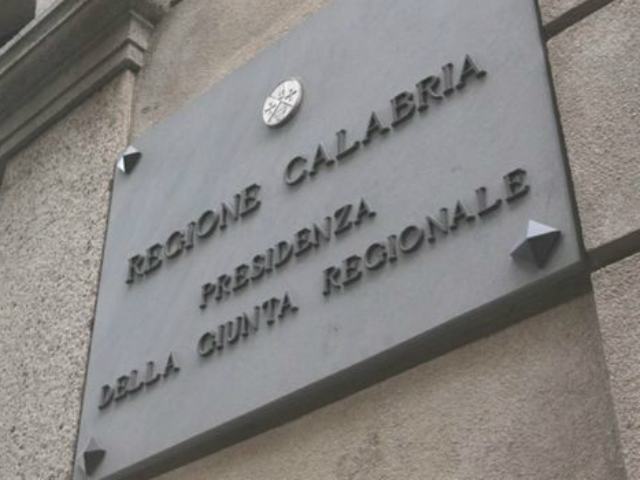 REGIONE CALABRIA
PRESIDENZA
DELLA GIUNTA REGIONALE